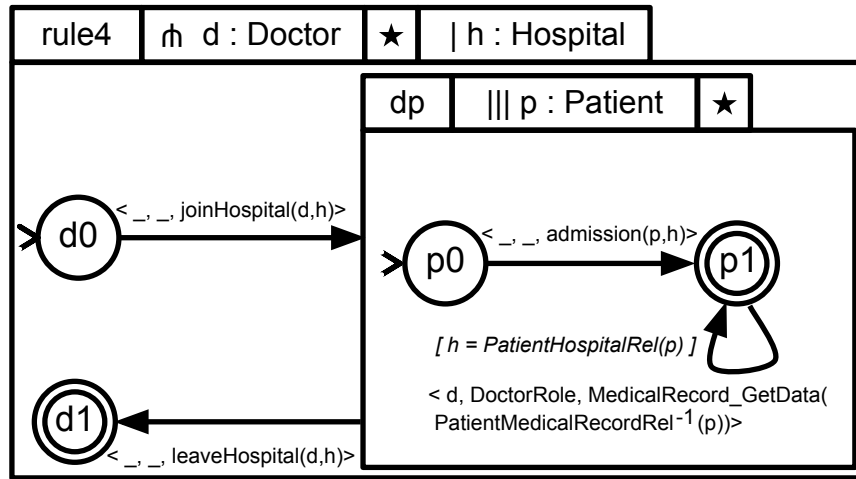 rule4 ⋔ d : Doctor ★ | h : Hospital
dp ||| p : Patient ★
< _, _, joinHospital(d,h)>
d0
< _, _, admission(p,h)>
p0
p1
[ h = PatientHospitalRel(p) ]
< d, DoctorRole, MedicalRecord_GetData(
PatientMedicalRecordRel⁻¹(p))>
d1
< _, _, leaveHospital(d,h)>